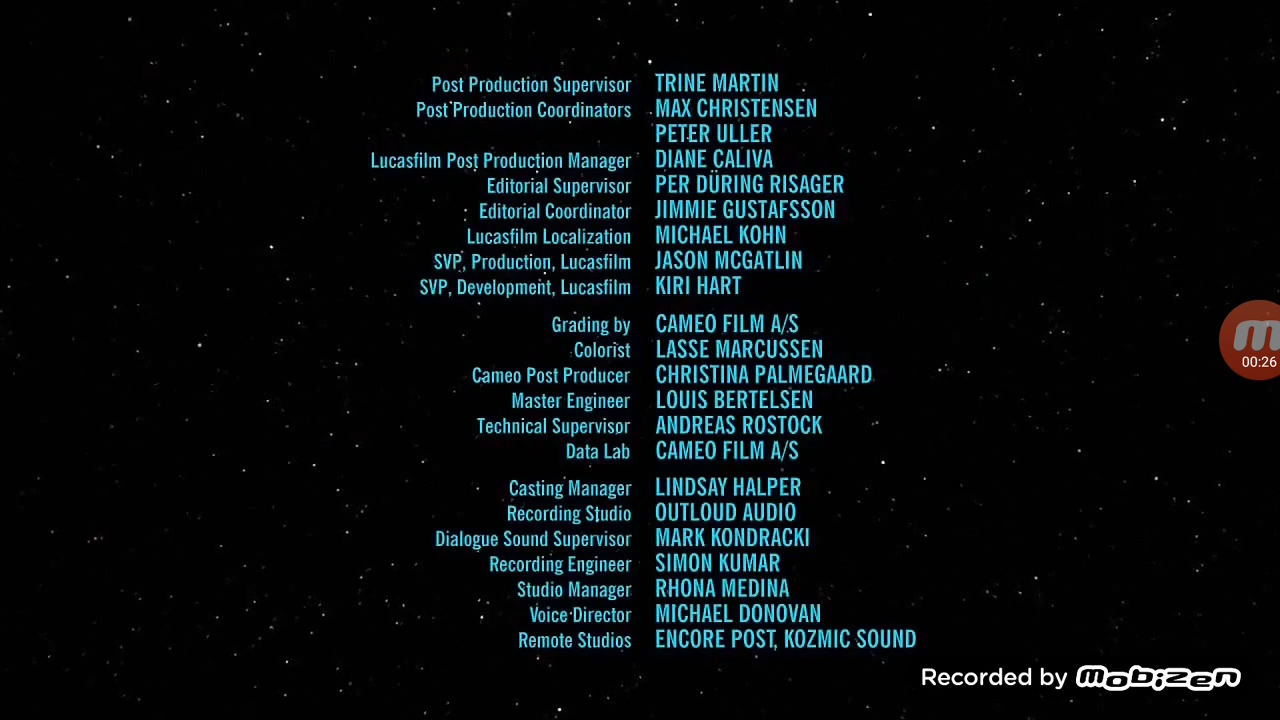 Post Production Supervisor TRINE MARTIN
Post Production Coordinators MAX CHRISTENSEN
PETER ULLER
Lucasfilm Post Production Manager DIANE CALIVA
Editorial Supervisor PER DÜRING RISAGER
Editorial Coordinator JIMMIE GUSTAFSSON
Lucasfilm Localization MICHAEL KOHN
SVP, Production, Lucasfilm JASON MCGATLIN
SVP, Development, Lucasfilm KIRI HART
Grading by CAMEO FILM A/S
Colorist LASSE MARCUSSEN
Cameo Post Producer CHRISTINA PALMEGAARD
Master Engineer LOUIS BERTELSEN
Technical Supervisor ANDREAS ROSTOCK
Data Lab CAMEO FILM A/S
Casting Manager LINDSAY HALPER
Recording Studio OUTLOUD AUDIO
Dialogue Sound Supervisor MARK KONDRACKI
Recording Engineer SIMON KUMAR
Studio Manager RHONA MEDINA
Voice Director MICHAEL DONOVAN
Remote Studios ENCORE POST, KOZMIC SOUND
m
00:26
Recorded by mobizen